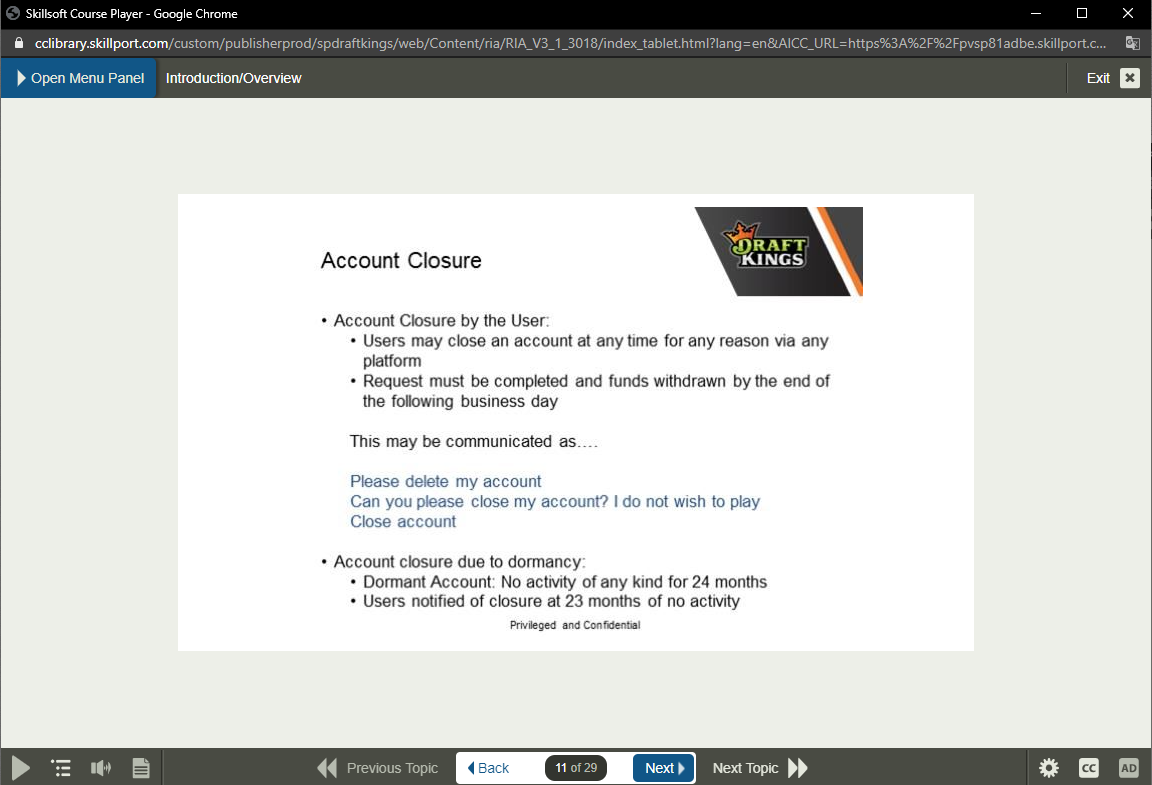 Skillsoft Course Player - Google Chrome
cclibrary.skillport.com/custom/publisherprod/spdraftkings/web/Content/ria/RIA_V3_1_3018/index_tablet.html?lang=en&AICC_URL=https%3A%2F%2Fpvsp81adbe.skillport.c...
Open Menu Panel
Introduction/Overview
Exit
DRAFT
KINGS
Account Closure
• Account Closure by the User:
• Users may close an account at any time for any reason via any
platform
• Request must be completed and funds withdrawn by the end of
the following business day
This may be communicated as….
Please delete my account
Can you please close my account? I do not wish to play
Close account
• Account closure due to dormancy:
• Dormant Account: No activity of any kind for 24 months
• Users notified of closure at 23 months of no activity
Privileged and Confidential
Previous Topic
Back
11 of 29
Next
Next Topic
CC
AD